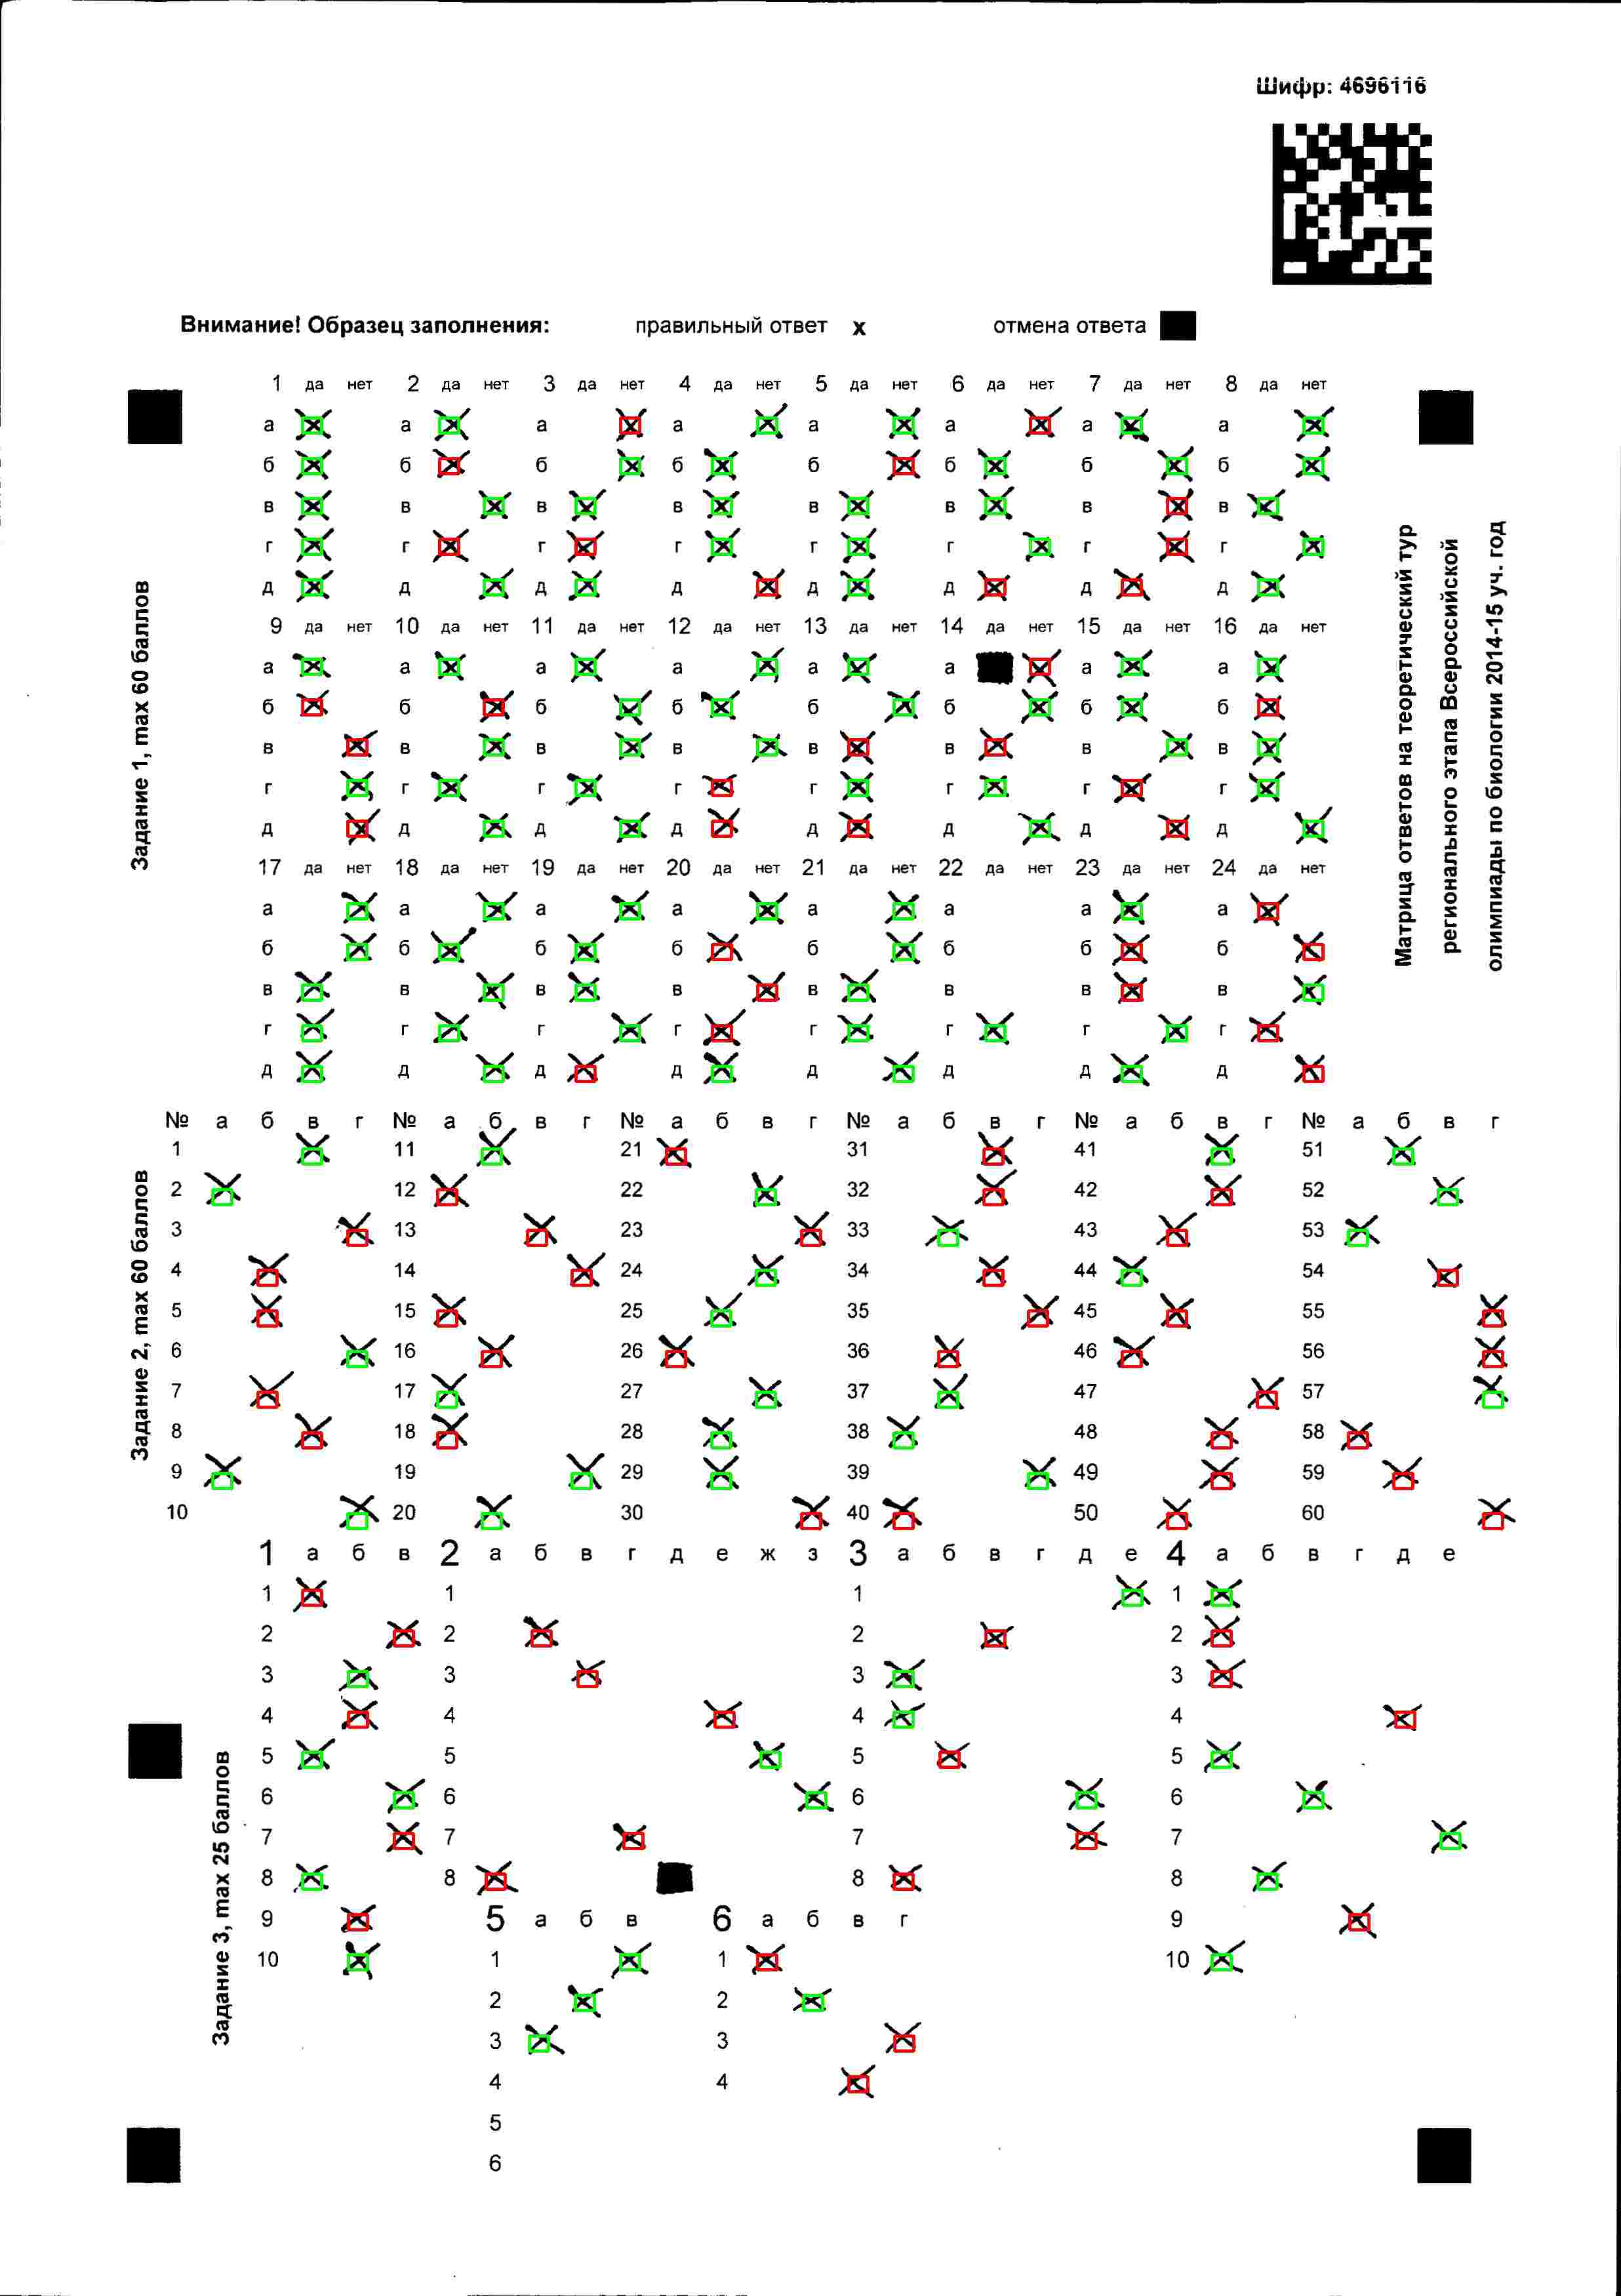 Шифр: 4696116
Внимание! Образец заполнения: правильный ответ x отмена ответа
1 да нет 2 да нет 3 да нет 4 да нет 5 да нет 6 да нет 7 да нет 8 да нет
а а а а а а а а
б б б б б б б б
в в в в в в в в
г г г г г г г г
д д д д д д д д
9 да нет 10 да нет 11 да нет 12 да нет 13 да нет 14 да нет 15 да нет 16 да нет
а а а а а а а а
б б б б б б б б
в в в в в в в в
г г г г г г г г
д д д д д д д д
17 да нет 18 да нет 19 да нет 20 да нет 21 да нет 22 да нет 23 да нет 24 да нет
а а а а а а а а
б б б б б б б б
в в в в в в в в
г г г г г г г г
д д д д д д д д
Задание 1, max 60 баллов
Матрица ответов на теоретический тур
регионального этапа Всероссийской
олимпиады по биологии 2014-15 уч. год
№ а б в г № а б в г № а б в г № а б в г № а б в г № а б в г
1 11 21 31 41 51
2 12 22 32 42 52
3 13 23 33 43 53
4 14 24 34 44 54
5 15 25 35 45 55
6 16 26 36 46 56
7 17 27 37 47 57
8 18 28 38 48 58
9 19 29 39 49 59
10 20 30 40 50 60
Задание 2, max 60 баллов
1 а б в 2 а б в г д е ж з 3 а б в г д е 4 а б в г д е
1 1 1 1
2 2 2 2
3 3 3 3
4 4 4 4
5 5 5 5
6 6 6 6
7 7 7 7
8 8 8 8
9 5 а б в 6 а б в г 9
10 1 1 10
2 2
3 3
4 4
5
6
Задание 3, max 25 баллов